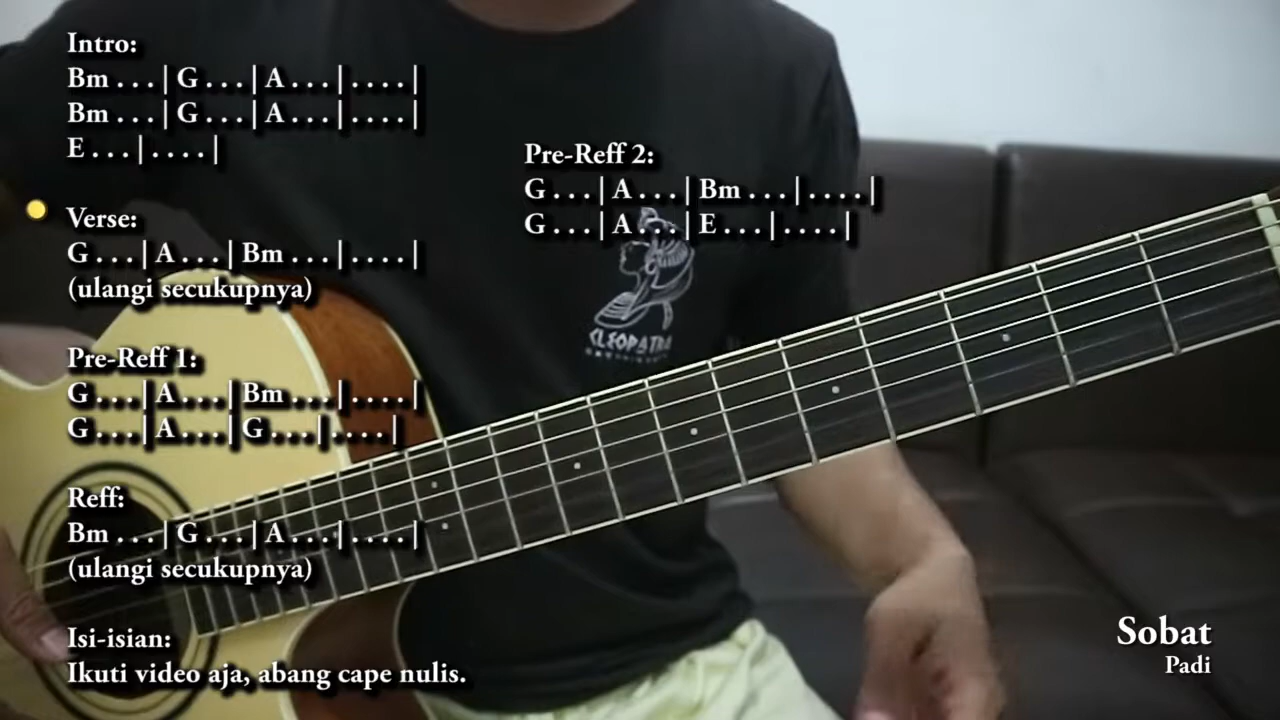 Intro:
Bm . . . | G . . . | A . . . | . . . . |
Bm . . . | G . . . | A . . . | . . . . |
E . . . | . . . . |
Verse:
G . . . | A . . . | Bm . . . | . . . . |
(ulangi secukupnya)
Pre-Reff 1:
G . . . | A . . . | Bm . . . | . . . . |
G . . . | A . . . | G . . . | . . . . |
Reff:
Bm . . . | G . . . | A . . . | . . . . |
(ulangi secukupnya)
Isi-isian:
Ikuti video aja, abang cape nulis.
Pre-Reff 2:
G . . . | A . . . | Bm . . . | . . . . |
G . . . | A . . . | E . . . | . . . . |
CLEOPATRA
Sobat
Padi